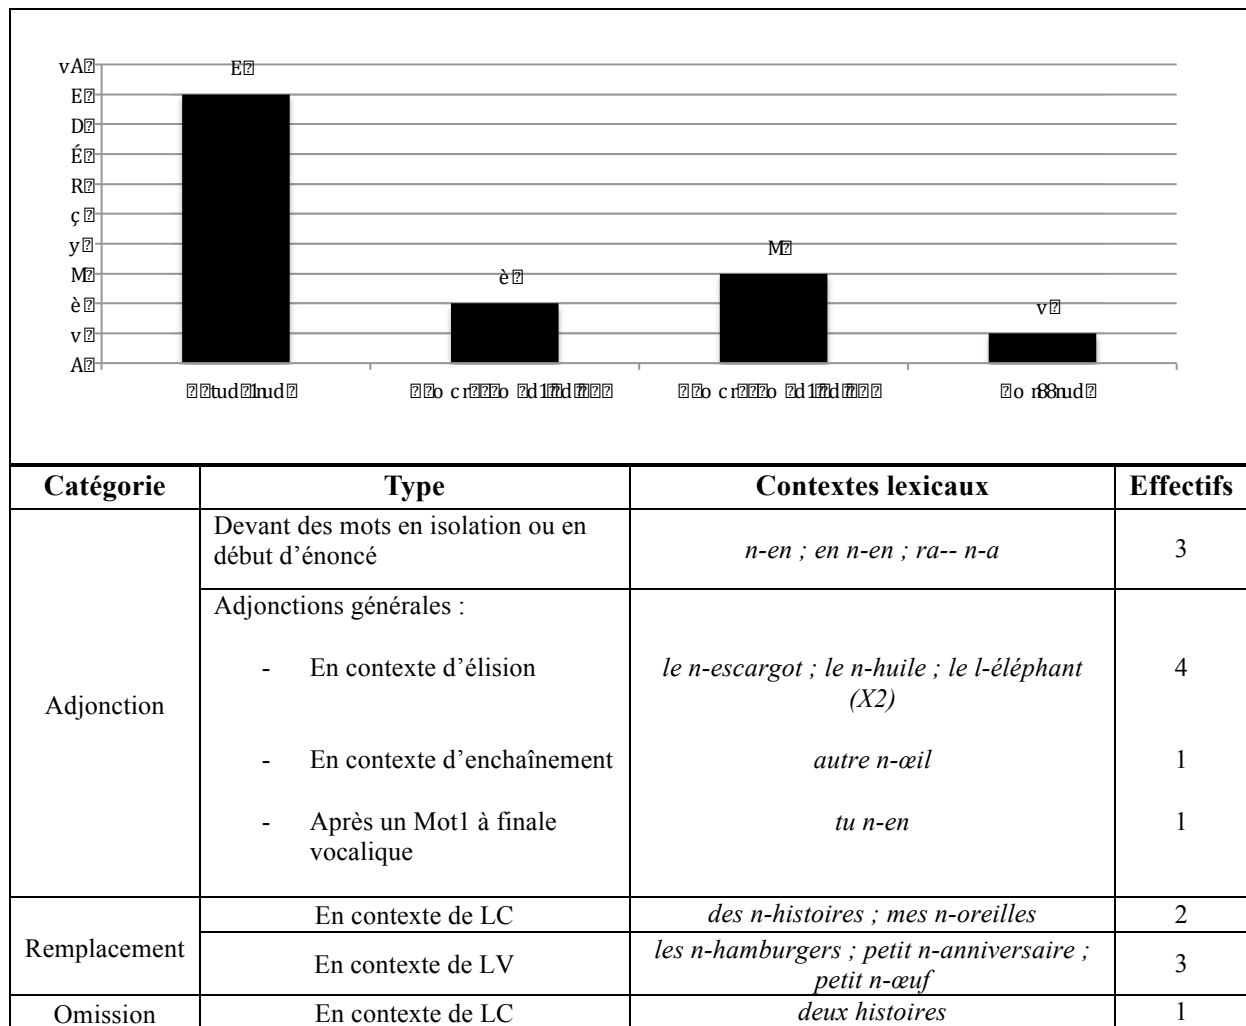 vA⍰
E⍰
E⍰
D⍰
É⍰
R⍰
ç⍰
y⍰
M⍰
M⍰
è⍰
è⍰
v⍰
v⍰
A⍰
Catégorie Type Contextes lexicaux Effectifs
Adjonction
Devant des mots en isolation ou en
début d'énoncé
n-en ; en n-en ; ra-- n-a
3
Adjonctions générales :
- En contexte d'élision
le n-escargot ; le n-huile ; le l-éléphant
(X2)
4
- En contexte d'enchaînement
autre n-œil
1
- Après un Mot1 à finale
vocalique
tu n-en
1
Remplacement
En contexte de LC
des n-histoires ; mes n-oreilles
2
En contexte de LV
les n-hamburgers ; petit n-anniversaire ;
petit n-œuf
3
Omission
En contexte de LC
deux histoires
1